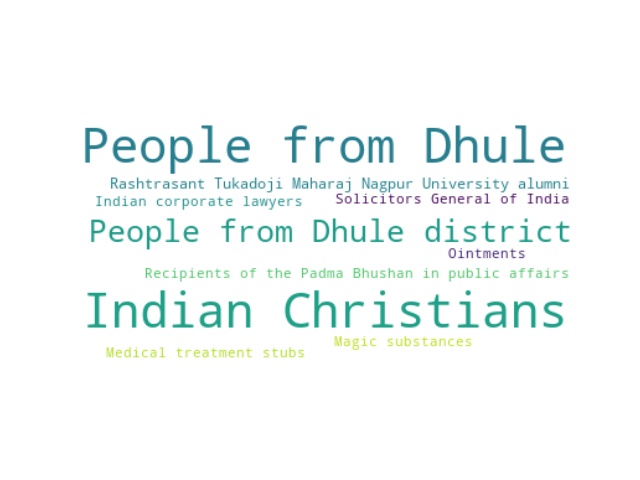 People from Dhule
Rashtrasant Tukadoji Maharaj Nagpur University alumni
Indian corporate lawyers
Solicitors General of India
People from Dhule district
Ointments
Recipients of the Padma Bhushan in public affairs
Indian Christians
Magic substances
Medical treatment stubs